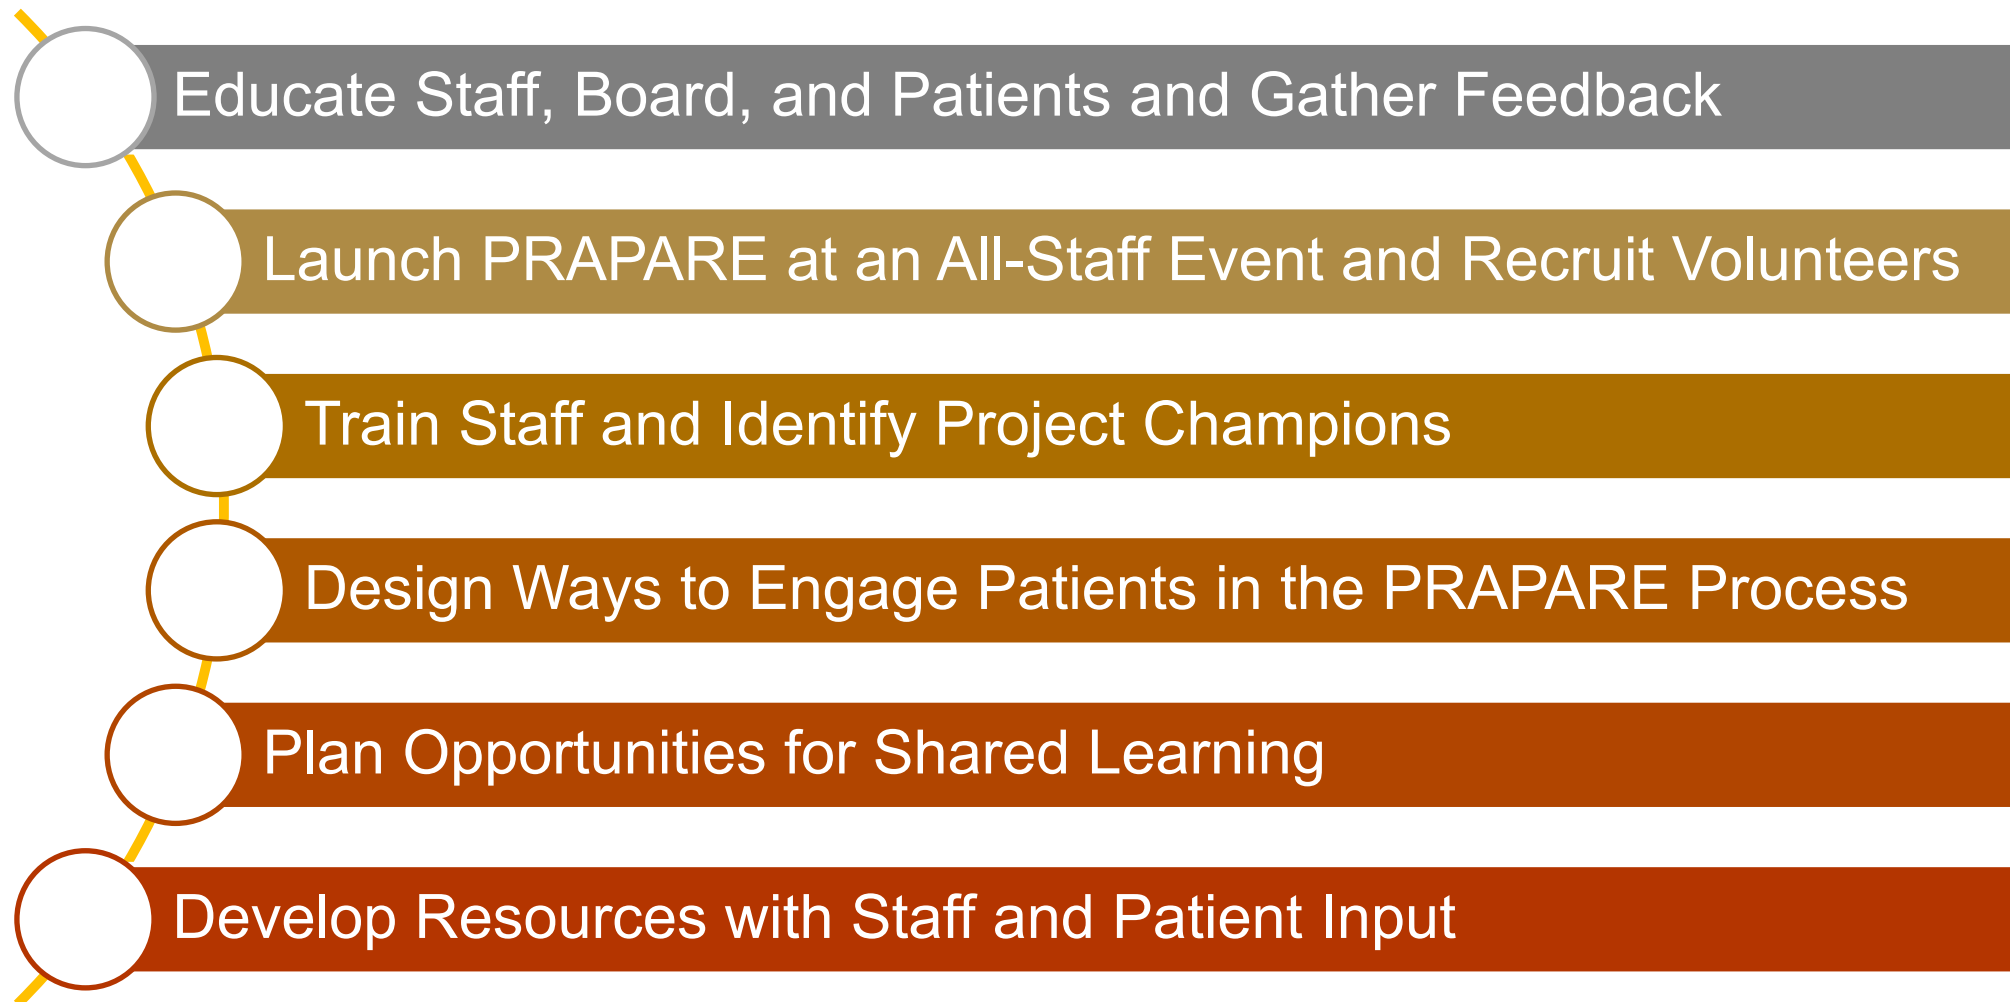 Educate Staff, Board, and Patients and Gather Feedback
Launch PRAPARE at an All-Staff Event and Recruit Volunteers
Train Staff and Identify Project Champions
Design Ways to Engage Patients in the PRAPARE Process
Plan Opportunities for Shared Learning
Develop Resources with Staff and Patient Input